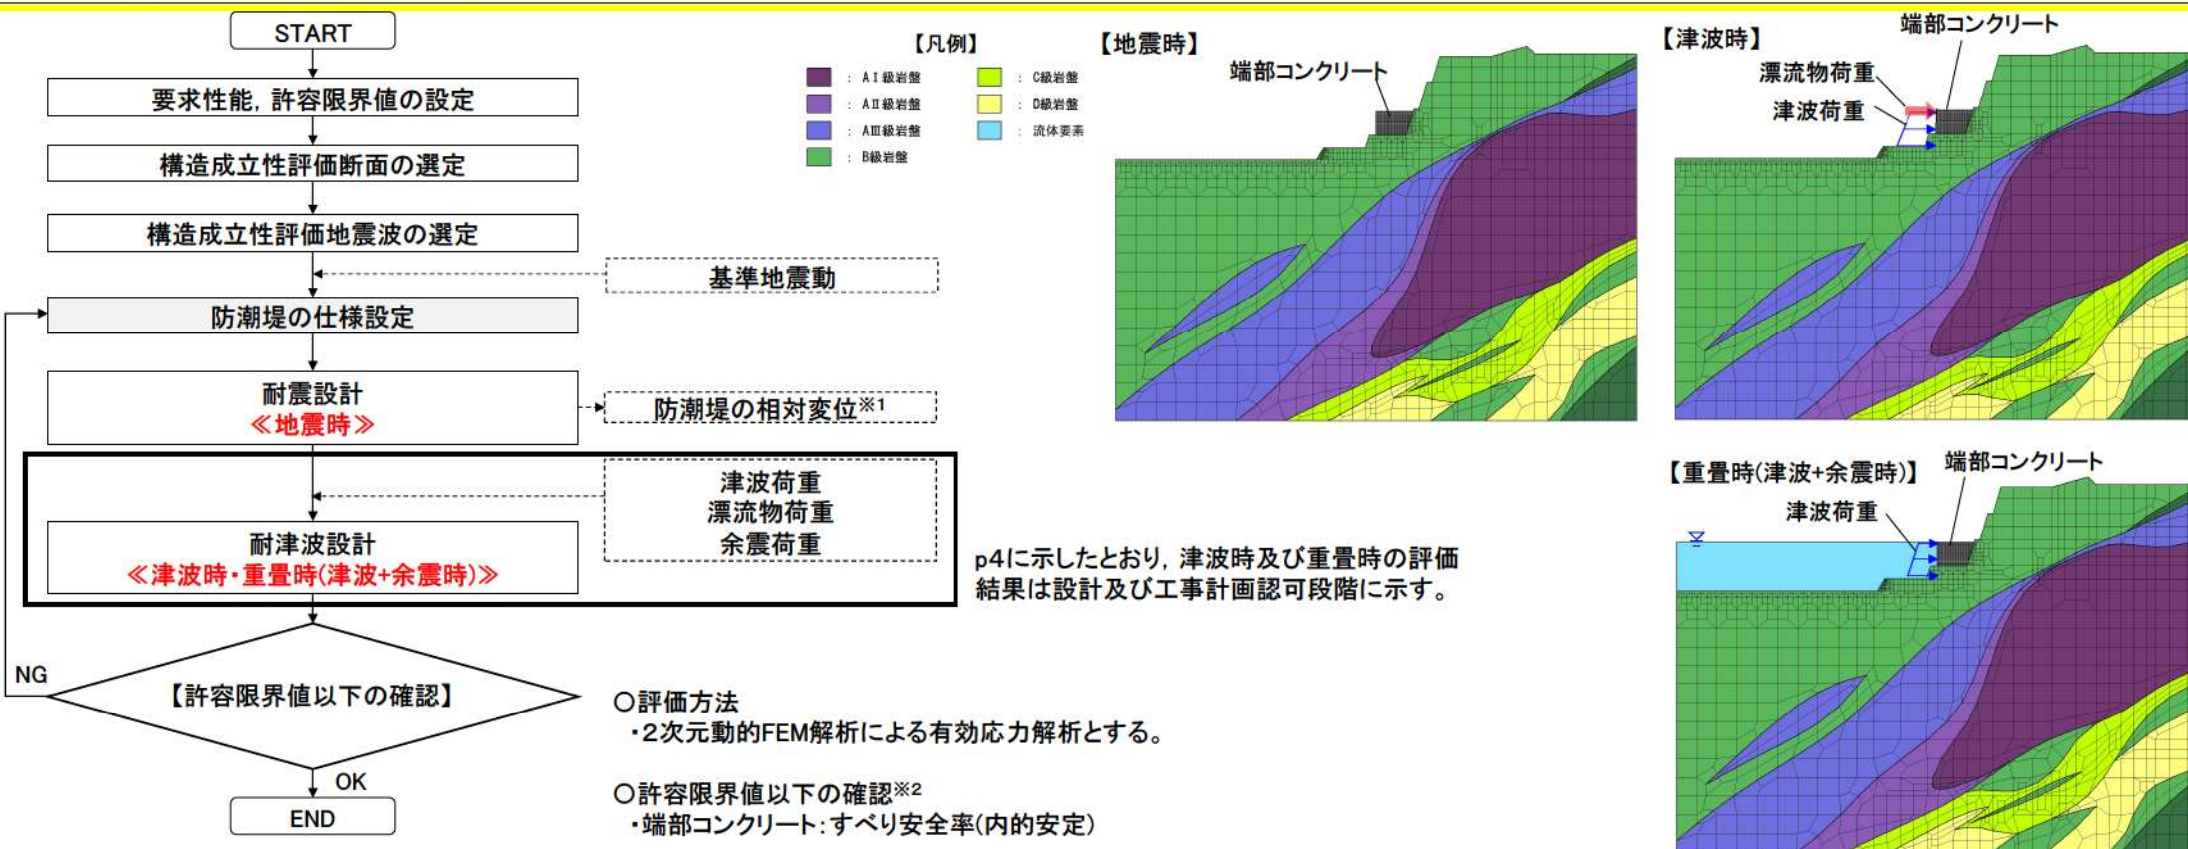 START
要求性能，許容限界値の設定
構造成立性評価断面の選定
構造成立性評価地震波の選定
基準地震動
防潮堤の仕様設定
耐震設計
≪地震時≫
防潮堤の相対変位※1
津波荷重
漂流物荷重
余震荷重
耐津波設計
≪津波時・重畳時(津波+余震時)≫
【許容限界値以下の確認】
NG
OK
END
【凡例】
： AⅠ級岩盤
： AⅡ級岩盤
： AⅢ級岩盤
： B級岩盤
： C級岩盤
： D級岩盤
： 流体要素
【地震時】
端部コンクリート
【津波時】
端部コンクリート
漂流物荷重
津波荷重
【重畳時(津波+余震時)】
端部コンクリート
津波荷重
p4に示したとおり，津波時及び重畳時の評価
結果は設計及び工事計画認可段階に示す。
○評価方法
・2次元動的FEM解析による有効応力解析とする。
○許容限界値以下の確認※2
・端部コンクリート：すべり安全率(内的安定)